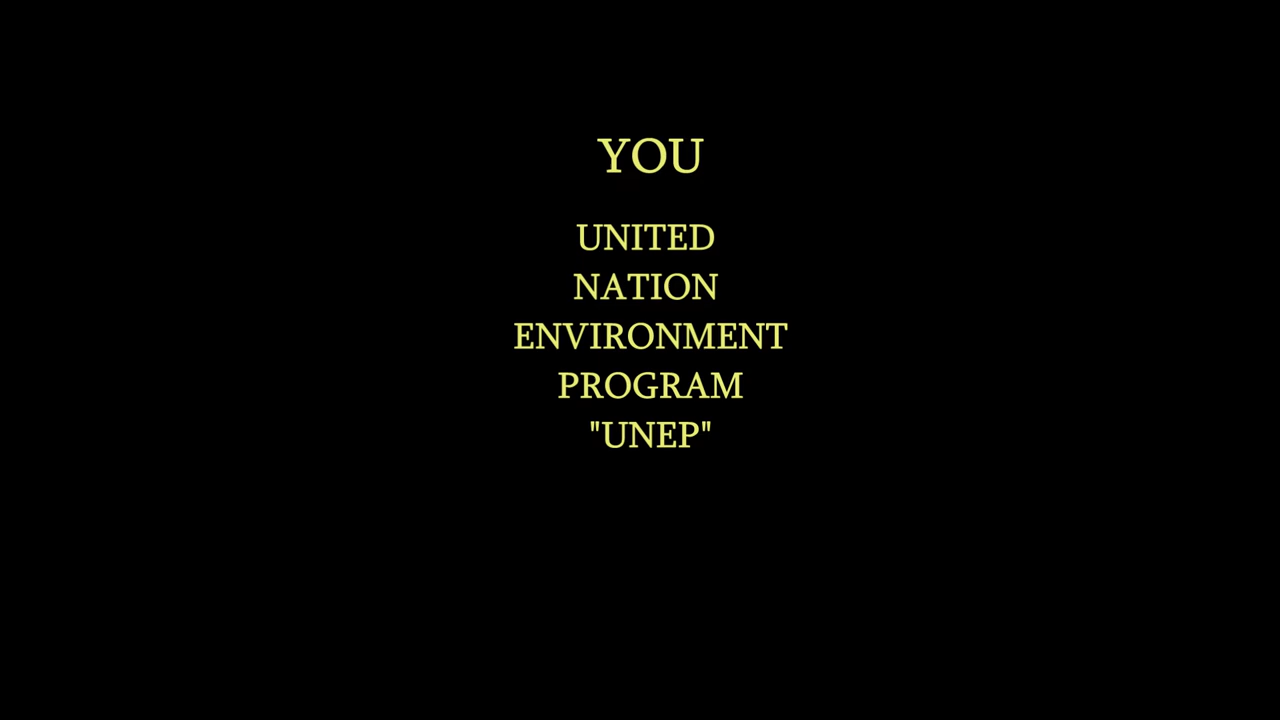 YOU
UNITED
NATION
ENVIRONMENT
PROGRAM
"UNEP"